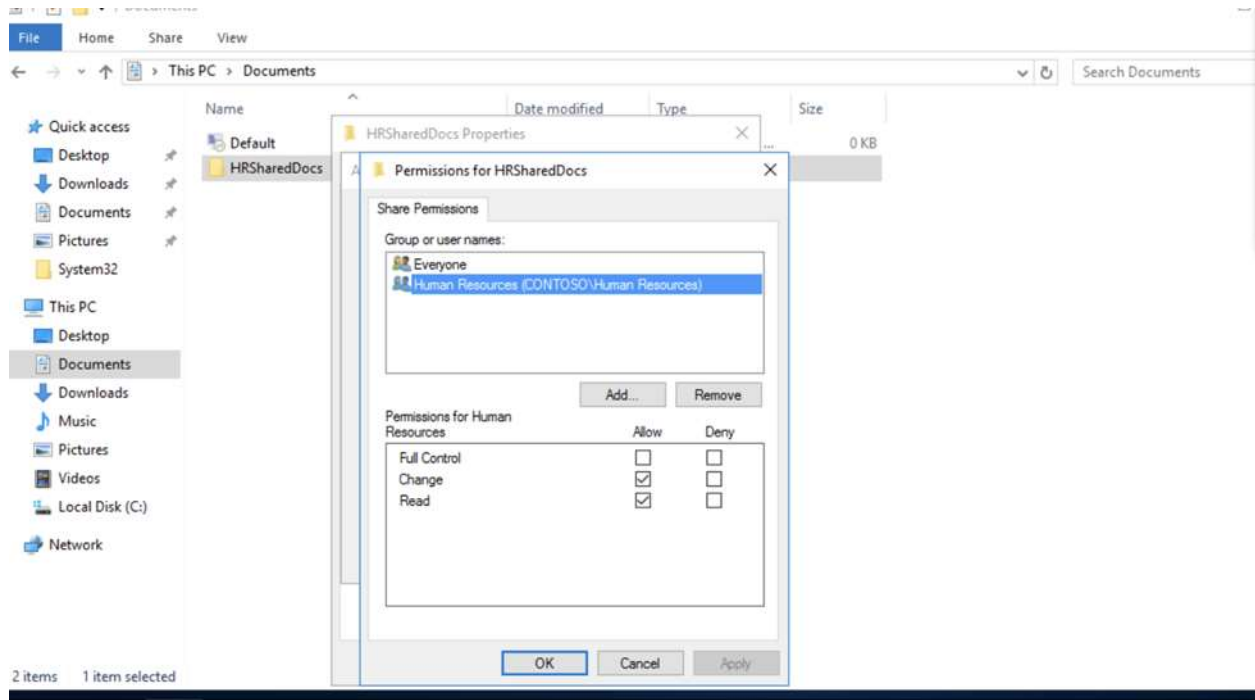 File Home Share View
This PC > Documents
Search Documents
Name Date modified Type Size
Quick access
Desktop
Downloads
Documents
Pictures
System32
This PC
Desktop
Documents
Downloads
Music
Pictures
Videos
Local Disk (C:)
Network
Default 0 KB
HRSharedDocs
HRSharedDocs Properties
Permissions for HRSharedDocs
Share Permissions
Group or user names:
Everyone
Human Resources (CONTOSO\Human Resources)
Add... Remove
Permissions for Human
Resources Allow Deny
Full Control
Change
Read
OK Cancel Apply
2 items 1 item selected